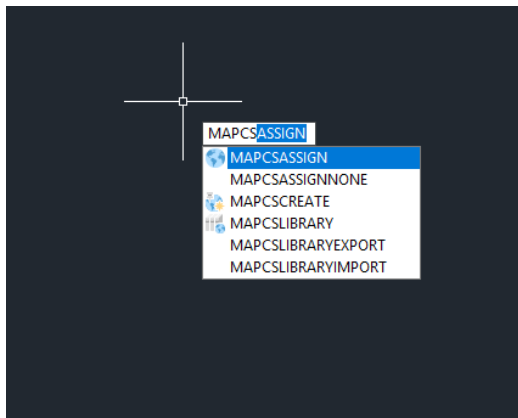 MAPCSASSIGN
MAPCSASSIGN
MAPCSASSIGNNONE
MAPCSCREATE
MAPCSLIBRARY
MAPCSLIBRARYEXPORT
MAPCSLIBRARYIMPORT